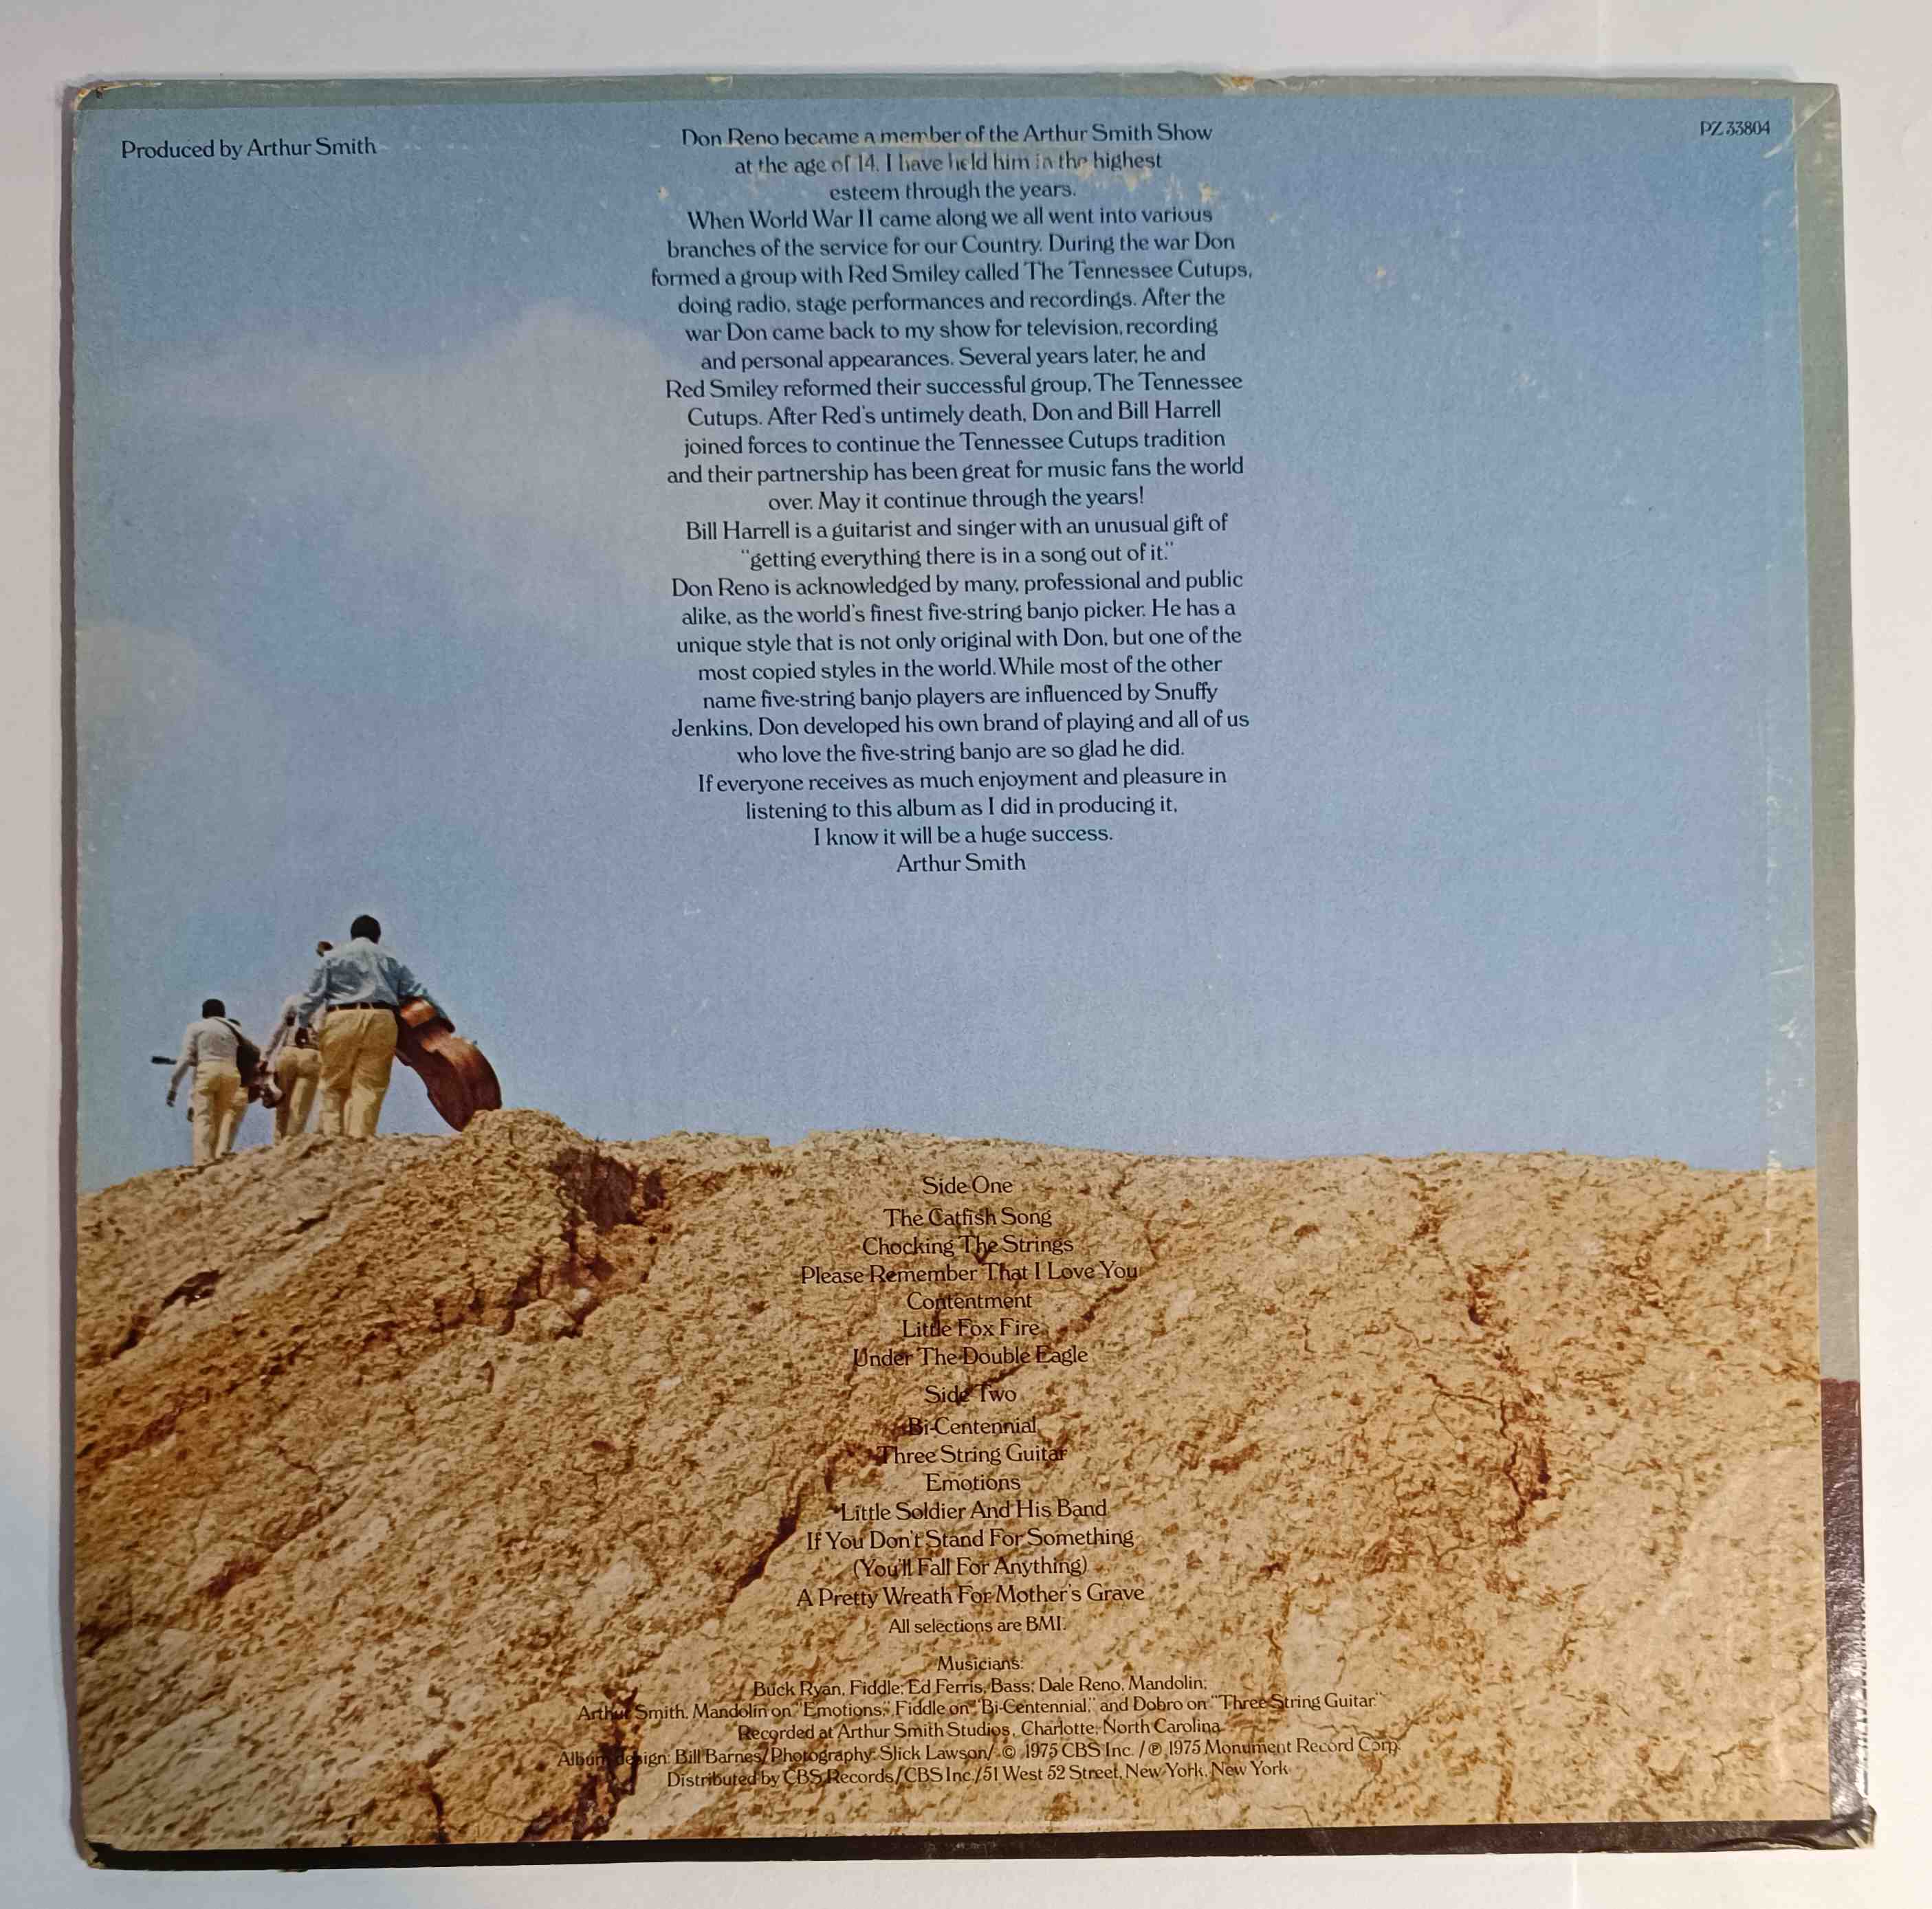 Produced by Arthur Smith
PZ 33804
Don Reno became a member of the Arthur Smith Show
at the age of 14. I have held him in the highest
esteem through the years.
When World War II came along we all went into various
branches of the service for our Country. During the war Don
formed a group with Red Smiley called The Tennessee Cutups,
doing radio, stage performances and recordings. After the
war Don came back to my show for television, recording
and personal appearances. Several years later, he and
Red Smiley reformed their successful group, The Tennessee
Cutups. After Red's untimely death, Don and Bill Harrell
joined forces to continue the Tennessee Cutups tradition
and their partnership has been great for music fans the world
over. May it continue through the years!
Bill Harrell is a guitarist and singer with an unusual gift of
"getting everything there is in a song out of it."
Don Reno is acknowledged by many, professional and public
alike, as the world's finest five-string banjo picker. He has a
unique style that is not only original with Don, but one of the
most copied styles in the world. While most of the other
name five-string banjo players are influenced by Snuffy
Jenkins, Don developed his own brand of playing and all of us
who love the five-string banjo are so glad he did.
If everyone receives as much enjoyment and pleasure in
listening to this album as I did in producing it,
I know it will be a huge success.
Arthur Smith
Side One
The Catfish Song
Chocking The Strings
Please Remember That I Love You
Contentment
Little Fox Fire
Under The Double Eagle
Side Two
Bi-Centennial
Three String Guitar
Emotions
Little Soldier And His Band
If You Don't Stand For Something
(You'll Fall For Anything)
A Pretty Wreath For Mother's Grave
All selections are BMI.
Musicians:
Buck Ryan, Fiddle; Ed Ferris, Bass; Dale Reno, Mandolin;
Arthur Smith, Mandolin on "Emotions," Fiddle on "Bi-Centennial," and Dobro on "Three String Guitar."
Recorded at Arthur Smith Studios, Charlotte, North Carolina
Album design: Bill Barnes/Photography: Slick Lawson/ © 1975 CBS Inc. / ℗ 1975 Monument Record Corp.
Distributed by CBS Records/CBS Inc./51 West 52 Street, New York, New York